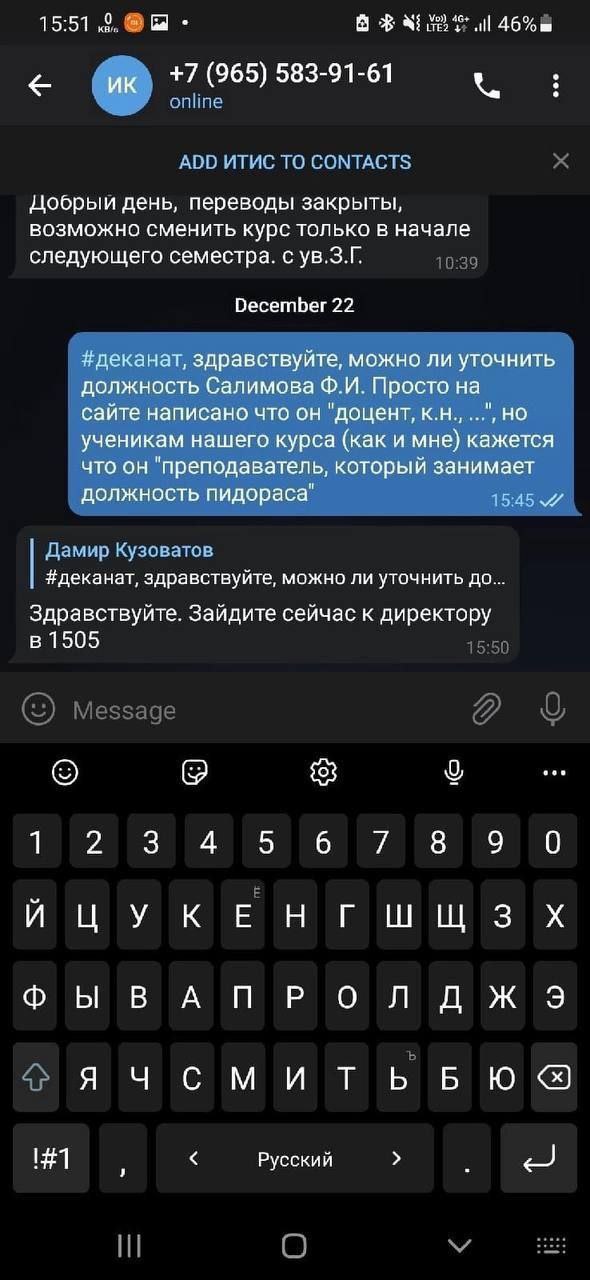 15:51 0 KB/s Vo)) LTE2 4G+ 46%
ИК +7 (965) 583-91-61
online
ADD ИТИС TO CONTACTS
Добрый день, переводы закрыты,
возможно сменить курс только в начале
следующего семестра. с ув.З.Г. 10:39
December 22
#деканат, здравствуйте, можно ли уточнить
должность Салимова Ф.И. Просто на
сайте написано что он "доцент, к.н., ...", но
ученикам нашего курса (как и мне) кажется
что он "преподаватель, который занимает
должность пидораса" 15:45
Дамир Кузоватов
#деканат, здравствуйте, можно ли уточнить до...
Здравствуйте. Зайдите сейчас к директору
в 1505 15:50
Message
1 2 3 4 5 6 7 8 9 0
Й Ц У К Е Ё Н Г Ш Щ З Х
Ф Ы В А П Р О Л Д Ж Э
Я Ч С М И Т Ь Ъ Б Ю
!#1 , < Русский > .